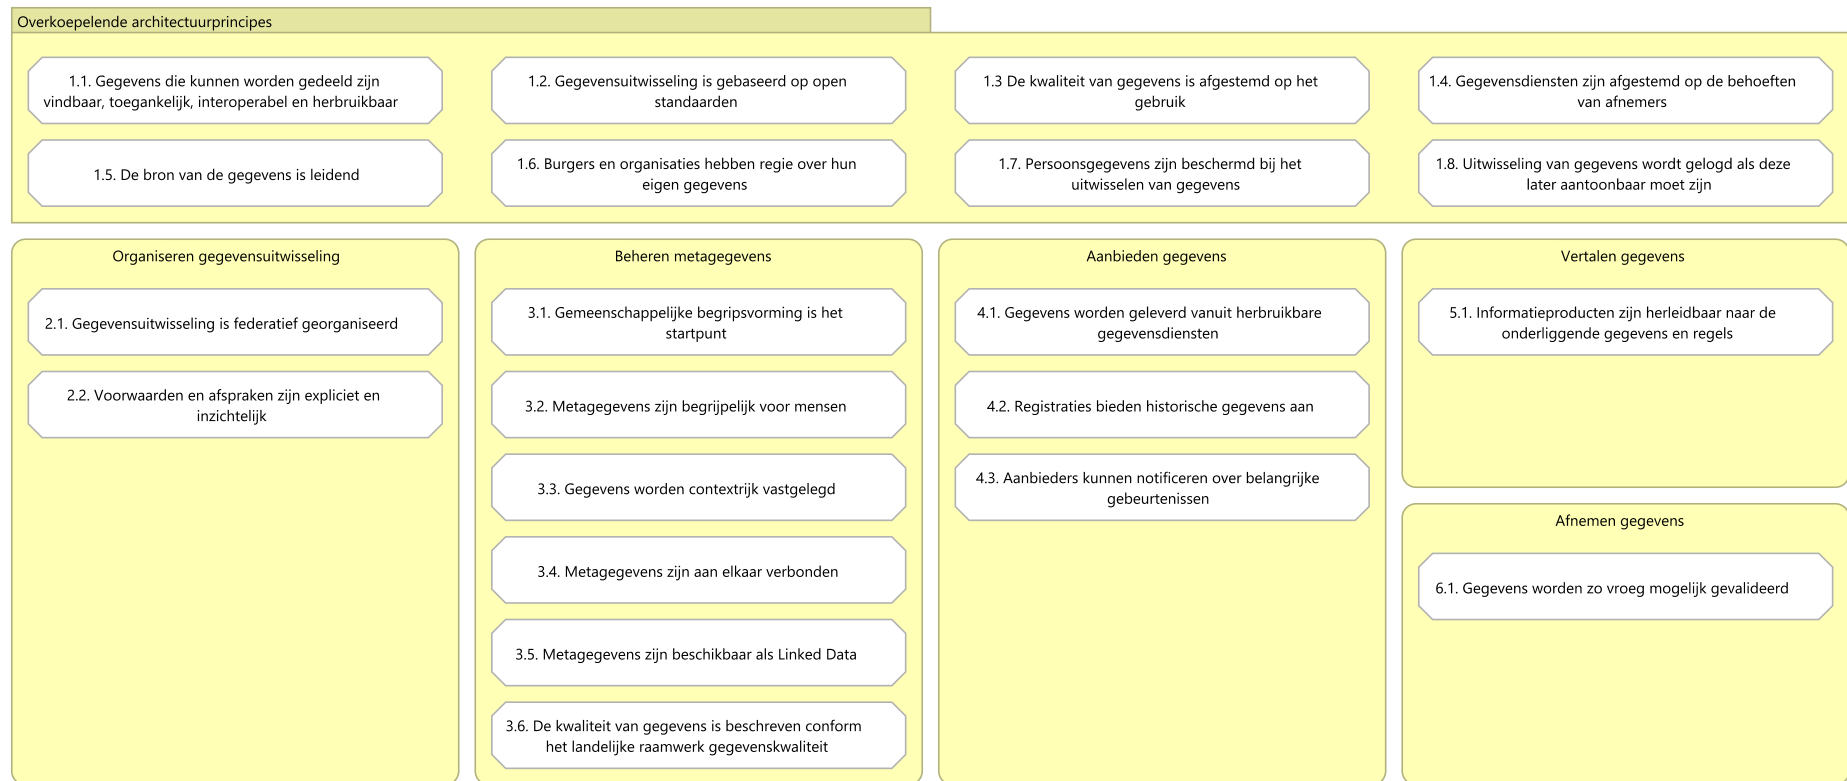 Overkoepelende architectuurprincipes
1.1. Gegevens die kunnen worden gedeeld zijn
vindbaar, toegankelijk, interoperabel en herbruikbaar
1.2. Gegevensuitwisseling is gebaseerd op open
standaarden
1.3 De kwaliteit van gegevens is afgestemd op het
gebruik
1.4. Gegevensdiensten zijn afgestemd op de behoeften
van afnemers
1.5. De bron van de gegevens is leidend
1.6. Burgers en organisaties hebben regie over hun
eigen gegevens
1.7. Persoonsgegevens zijn beschermd bij het
uitwisselen van gegevens
1.8. Uitwisseling van gegevens wordt gelogd als deze
later aantoonbaar moet zijn
Organiseren gegevensuitwisseling
2.1. Gegevensuitwisseling is federatief georganiseerd
2.2. Voorwaarden en afspraken zijn expliciet en
inzichtelijk
Beheren metagegevens
3.1. Gemeenschappelijke begripsvorming is het
startpunt
3.2. Metagegevens zijn begrijpelijk voor mensen
3.3. Gegevens worden contextrijk vastgelegd
3.4. Metagegevens zijn aan elkaar verbonden
3.5. Metagegevens zijn beschikbaar als Linked Data
3.6. De kwaliteit van gegevens is beschreven conform
het landelijke raamwerk gegevenskwaliteit
Aanbieden gegevens
4.1. Gegevens worden geleverd vanuit herbruikbare
gegevensdiensten
4.2. Registraties bieden historische gegevens aan
4.3. Aanbieders kunnen notificeren over belangrijke
gebeurtenissen
Vertalen gegevens
5.1. Informatieproducten zijn herleidbaar naar de
onderliggende gegevens en regels
Afnemen gegevens
6.1. Gegevens worden zo vroeg mogelijk gevalideerd